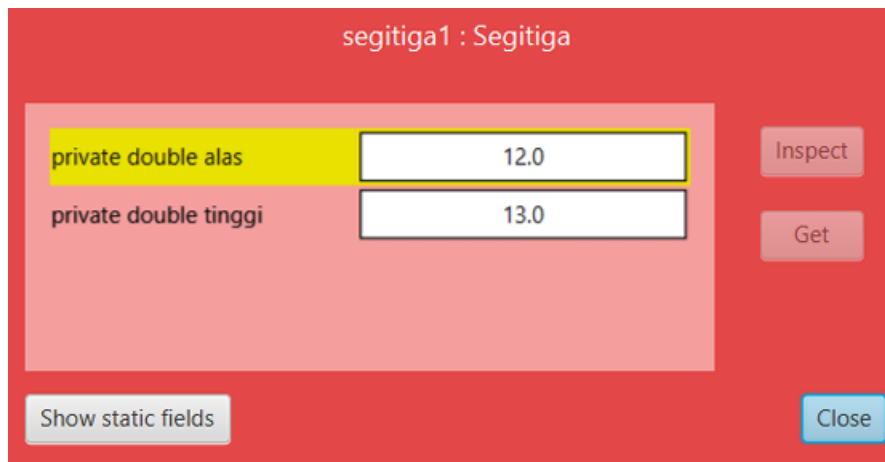 segitiga1 : Segitiga
private double alas 12.0
Inspect
private double tinggi 13.0
Get
Show static fields
Close